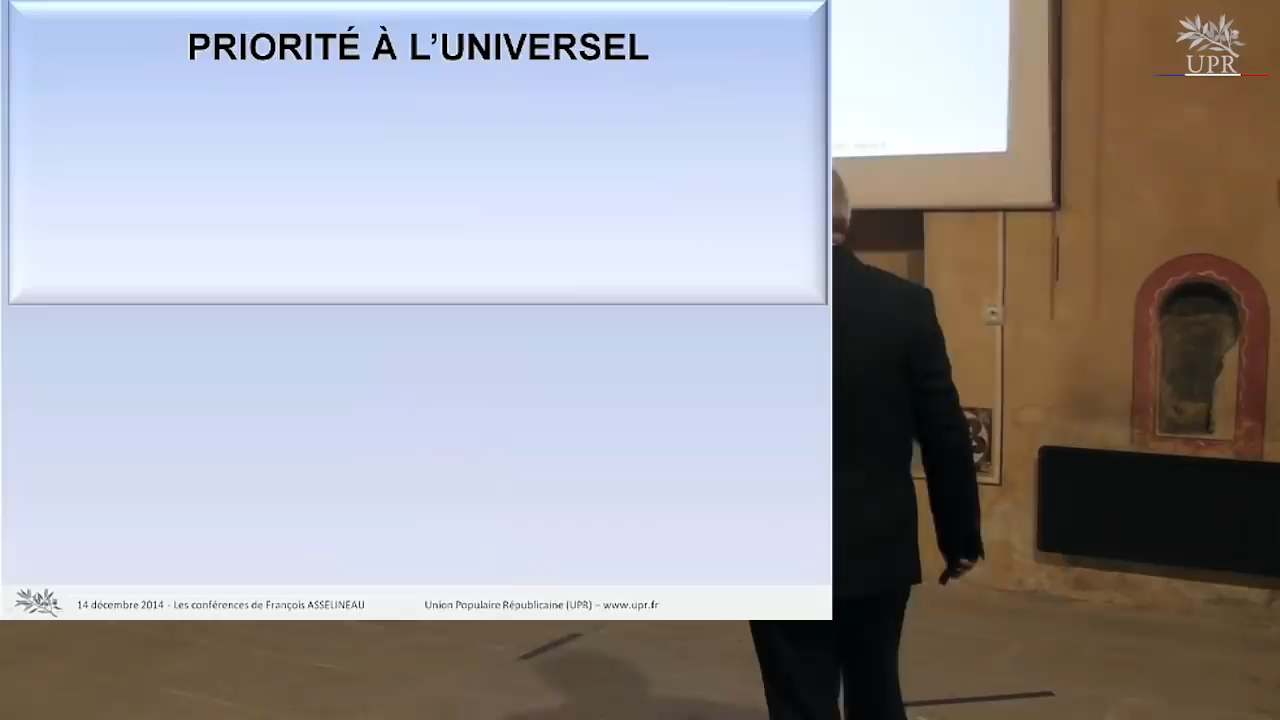 PRIORITÉ À L’UNIVERSEL
UPR
14 décembre 2014 - Les conférences de François ASSELINEAU
Union Populaire Républicaine (UPR) – www.upr.fr